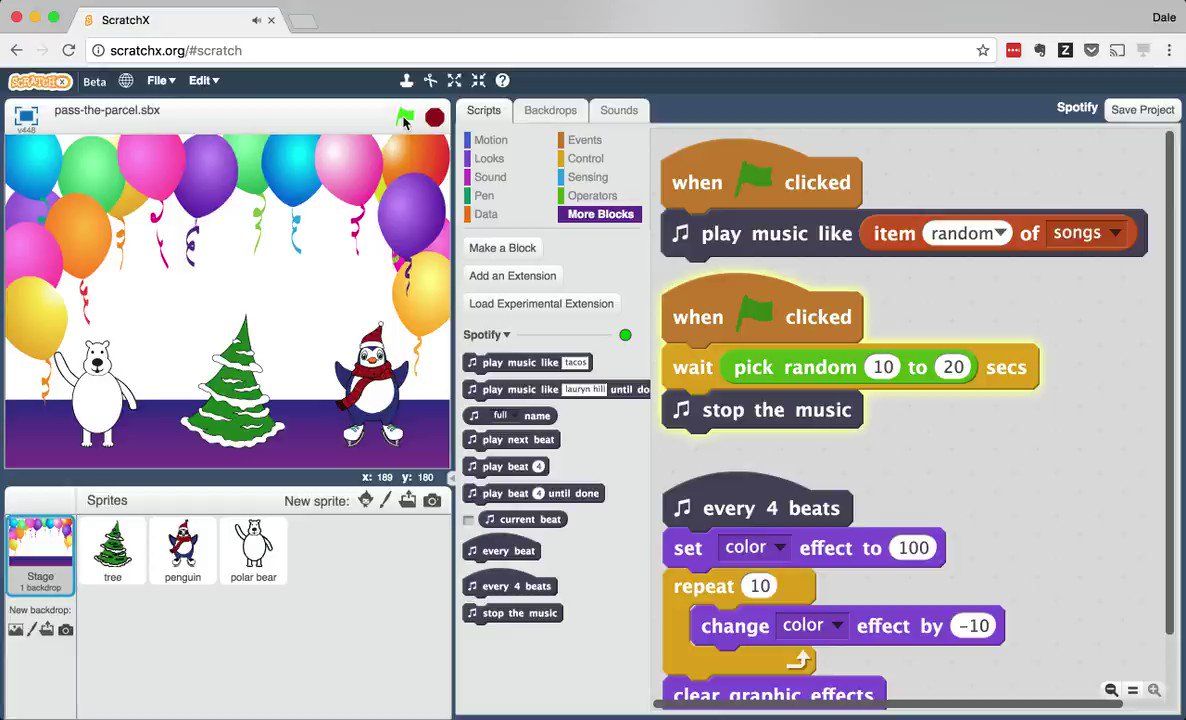 ScratchX
Dale
scratchx.org/#scratch
SCRATCHX
Beta
File
Edit
v448
pass-the-parcel.sbx
Scripts
Backdrops
Sounds
Spotify
Save Project
Motion
Events
Looks
Control
Sound
Sensing
Pen
Operators
Data
More Blocks
Make a Block
Add an Extension
Load Experimental Extension
Spotify
play music like tacos
play music like lauryn hill until do
full name
play next beat
play beat 4
play beat 4 until done
current beat
every beat
every 4 beats
stop the music
when clicked
play music like item random of songs
when clicked
wait pick random 10 to 20 secs
stop the music
every 4 beats
set color effect to 100
repeat 10
change color effect by -10
clear graphic effects
x: 189 y: 180
Sprites
New sprite:
Stage
1 backdrop
New backdrop:
tree
penguin
polar bear